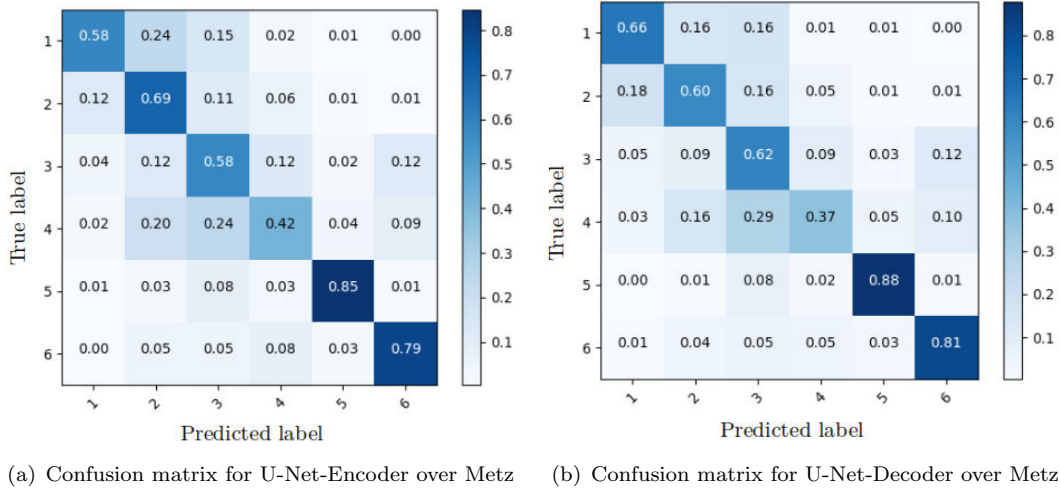 1 0.58 0.24 0.15 0.02 0.01 0.00
2 0.12 0.69 0.11 0.06 0.01 0.01
3 0.04 0.12 0.58 0.12 0.02 0.12
4 0.02 0.20 0.24 0.42 0.04 0.09
5 0.01 0.03 0.08 0.03 0.85 0.01
6 0.00 0.05 0.05 0.08 0.03 0.79
1 2 3 4 5 6
True label
Predicted label
0.8
0.7
0.6
0.5
0.4
0.3
0.2
0.1
(a) Confusion matrix for U-Net-Encoder over Metz
1 0.66 0.16 0.16 0.01 0.01 0.00
2 0.18 0.60 0.16 0.05 0.01 0.01
3 0.05 0.09 0.62 0.09 0.03 0.12
4 0.03 0.16 0.29 0.37 0.05 0.10
5 0.00 0.01 0.08 0.02 0.88 0.01
6 0.01 0.04 0.05 0.05 0.03 0.81
1 2 3 4 5 6
True label
Predicted label
0.8
0.7
0.6
0.5
0.4
0.3
0.2
0.1
(b) Confusion matrix for U-Net-Decoder over Metz